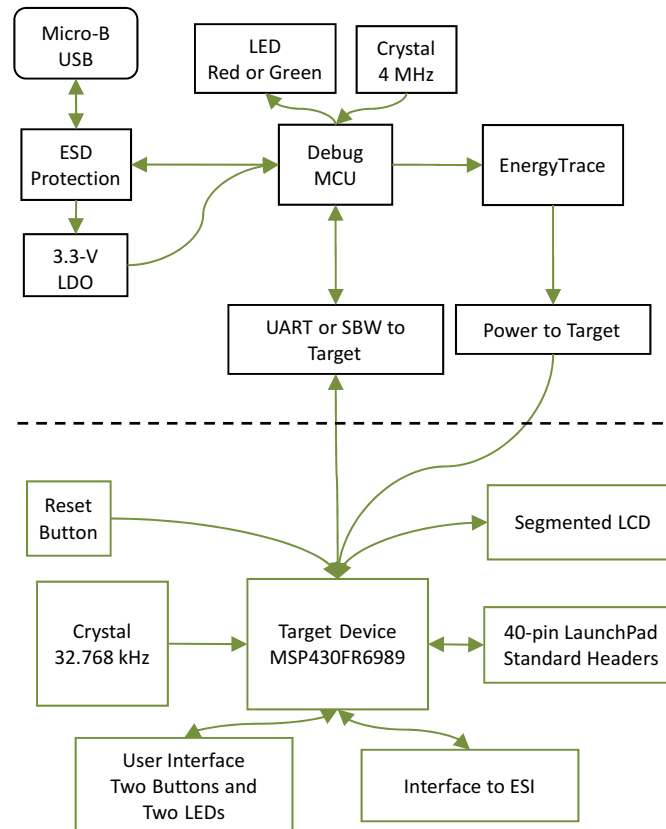 Micro-B
USB
LED
Red or Green
Crystal
4 MHz
ESD
Protection
Debug
MCU
EnergyTrace
3.3-V
LDO
UART or SBW to
Target
Power to Target
Reset
Button
Segmented LCD
Crystal
32.768 kHz
Target Device
MSP430FR6989
40-pin LaunchPad
Standard Headers
User Interface
Two Buttons and
Two LEDs
Interface to ESI